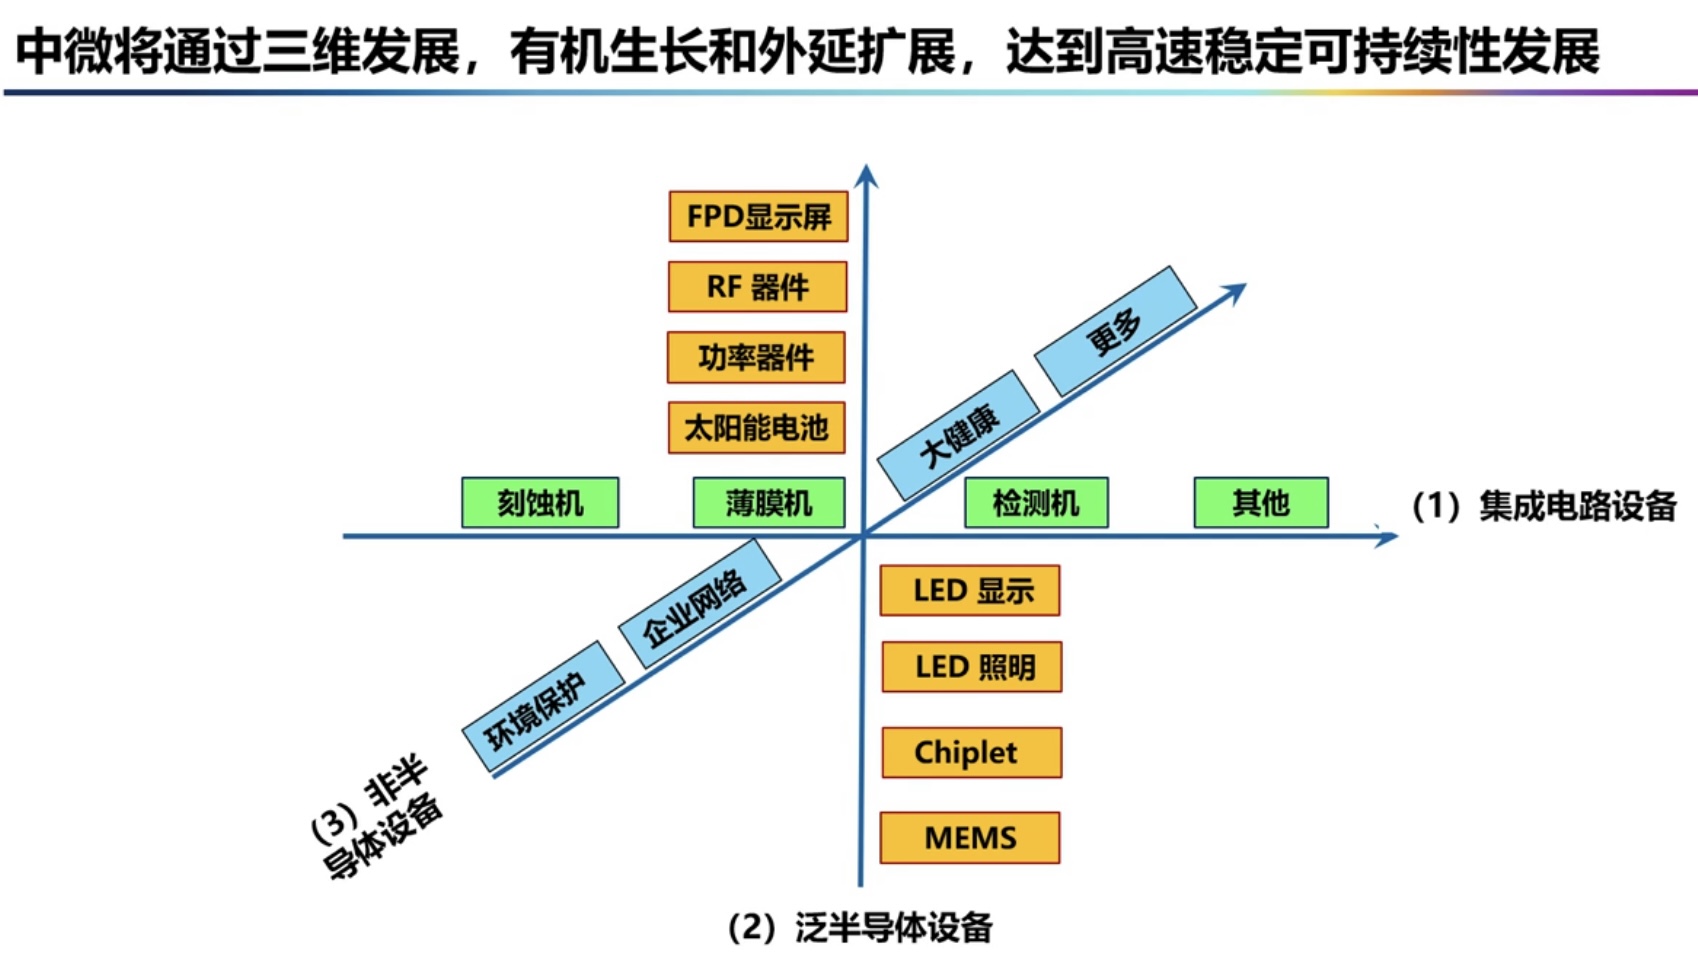 中微将通过三维发展，有机生长和外延扩展，达到高速稳定可持续性发展
FPD显示屏
RF 器件
功率器件
太阳能电池
更多
大健康
刻蚀机
薄膜机
检测机
其他
（1）集成电路设备
企业网络
环境保护
（3）非半
导体设备
LED 显示
LED 照明
Chiplet
MEMS
（2）泛半导体设备